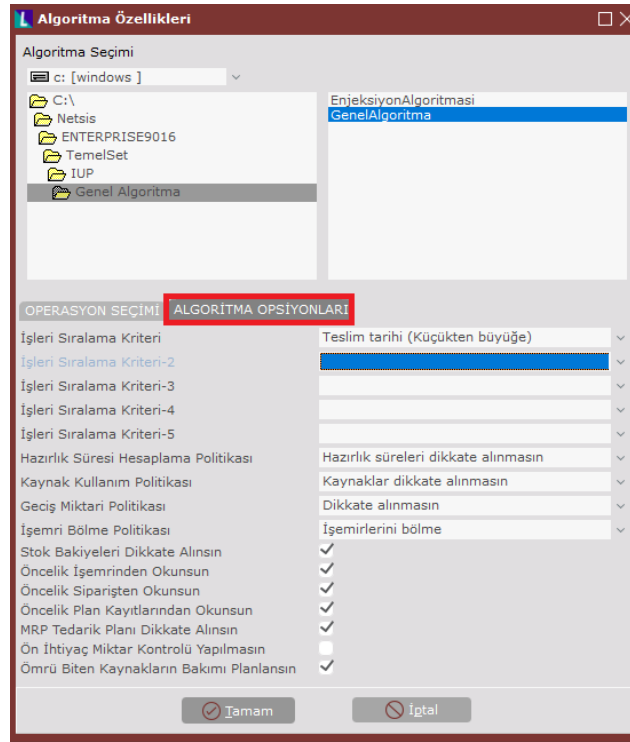 Algoritma Özellikleri
Algoritma Seçimi
c: [windows ]
C:\
Netsis
ENTERPRISE9016
TemelSet
IUP
Genel Algoritma
EnjeksiyonAlgoritmasi
GenelAlgoritma
OPERASYON SEÇİMİ ALGORİTMA OPSİYONLARI
İşleri Sıralama Kriteri Teslim tarihi (Küçükten büyüğe)
İşleri Sıralama Kriteri-2
İşleri Sıralama Kriteri-3
İşleri Sıralama Kriteri-4
İşleri Sıralama Kriteri-5
Hazırlık Süresi Hesaplama Politikası Hazırlık süreleri dikkate alınmasın
Kaynak Kullanım Politikası Kaynaklar dikkate alınmasın
Geciş Miktari Politikası Dikkate alınmasın
İşemri Bölme Politikası İşemirlerini bölme
Stok Bakiyeleri Dikkate Alınsın
Öncelik İşemrinden Okunsun
Öncelik Siparişten Okunsun
Öncelik Plan Kayıtlarından Okunsun
MRP Tedarik Planı Dikkate Alınsın
Ön İhtiyaç Miktar Kontrolü Yapılmasın
Ömrü Biten Kaynakların Bakımı Planlansın
Tamam İptal